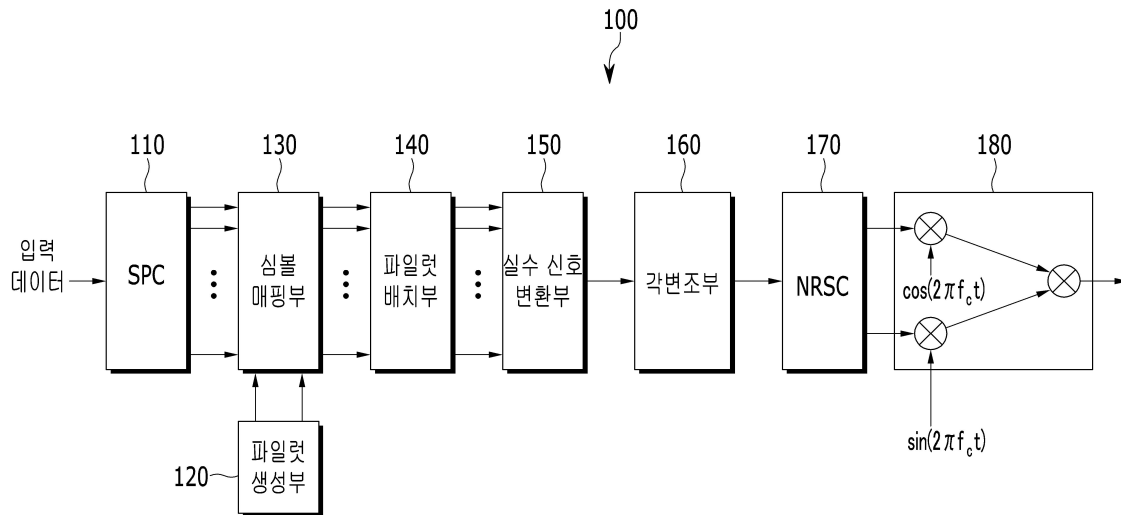 100
110
130
140
150
160
170
180
입력
데이터
SPC
심볼
매핑부
파일럿
배치부
실수 신호
변환부
각변조부
NRSC
cos(2πf_ct)
sin(2πf_ct)
120
파일럿
생성부